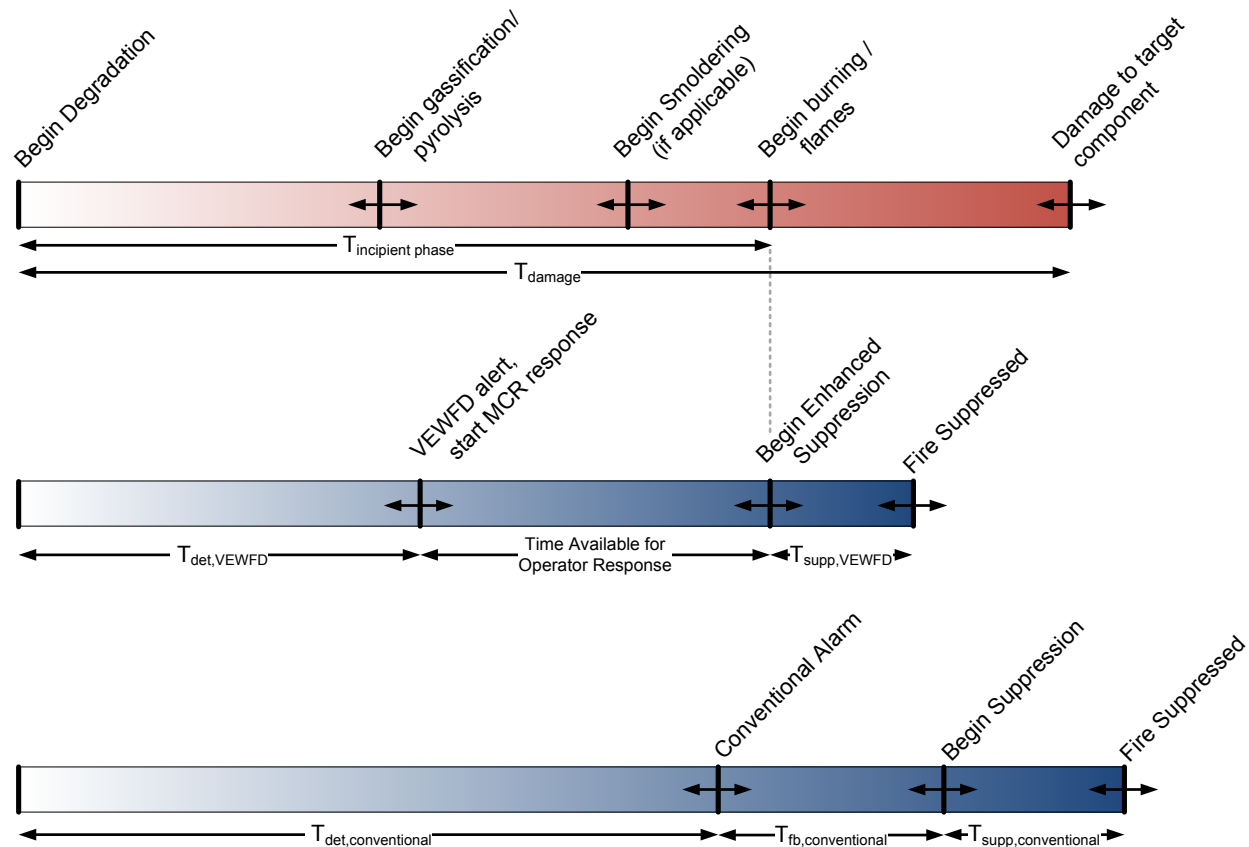 Begin Degradation
Begin gassification/
pyrolysis
Begin Smoldering
(if applicable)
Begin burning /
flames
Damage to target
component
Tincipient phase
Tdamage
VEWFD alert,
start MCR response
Begin Enhanced
Suppression
Fire Suppressed
Tdet,VEWFD
Time Available for
Operator Response
Tsupp,VEWFD
Conventional Alarm
Begin Suppression
Fire Suppressed
Tdet,conventional
Tfb,conventional
Tsupp,conventional